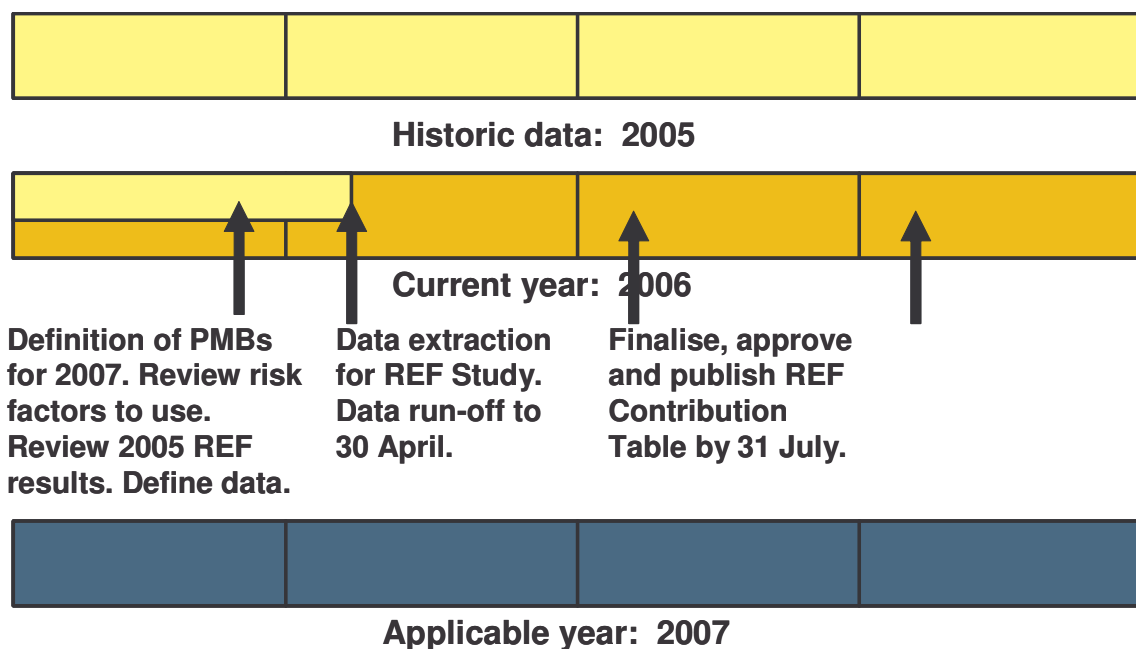 Historic data: 2005
Current year: 2006
Definition of PMBs
for 2007. Review risk
factors to use.
Review 2005 REF
results. Define data.
Data extraction
for REF Study.
Data run-off to
30 April.
Finalise, approve
and publish REF
Contribution
Table by 31 July.
Applicable year: 2007